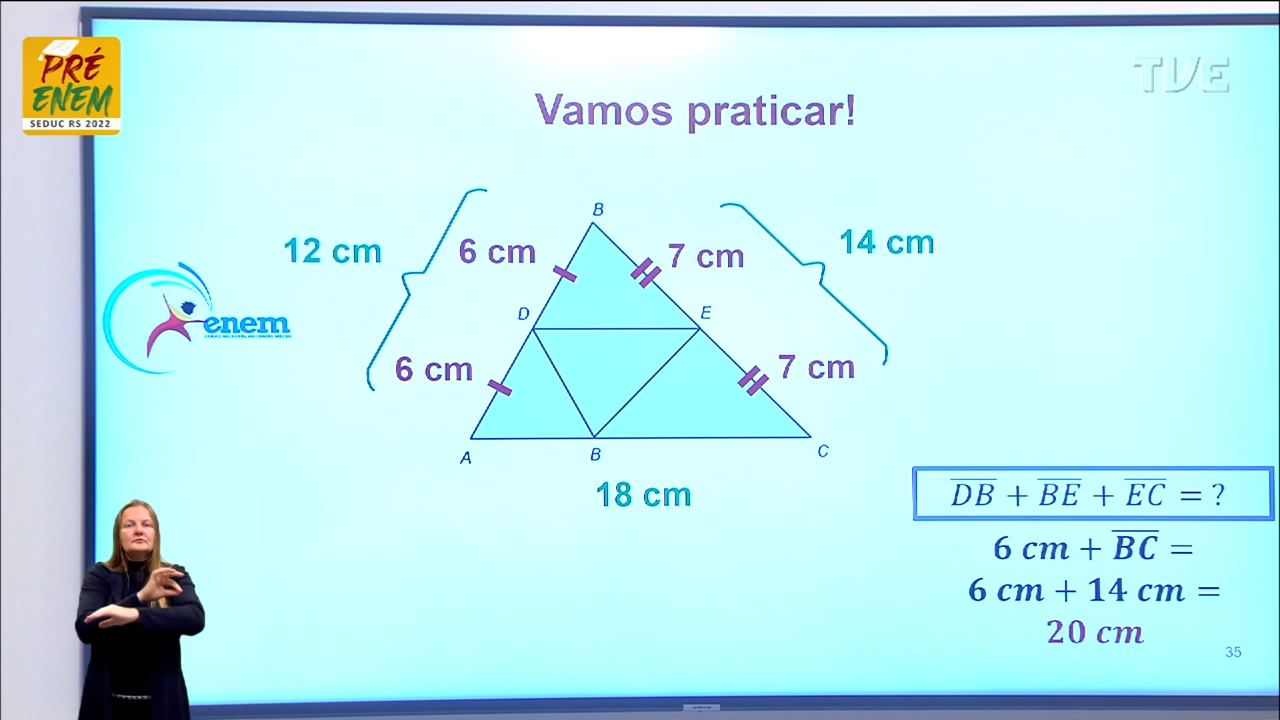 PRÉ
ENEM
SEDUC RS 2022
TVE
Vamos praticar!
B
12 cm
6 cm
7 cm
14 cm
D
E
enem
6 cm
7 cm
A
B
C
18 cm
DB + BE + EC = ?
6 cm + BC =
6 cm + 14 cm =
20 cm
35